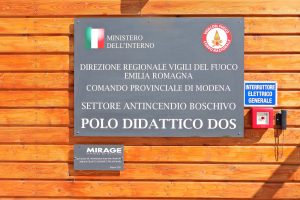 MINISTERO
DELL'INTERNO
DIREZIONE REGIONALE VIGILI DEL FUOCO
EMILIA ROMAGNA
COMANDO PROVINCIALE DI MODENA
SETTORE ANTINCENDIO BOSCHIVO
POLO DIDATTICO DOS
INTERRUTTORE
ELETTRICO
GENERALE
MIRAGE